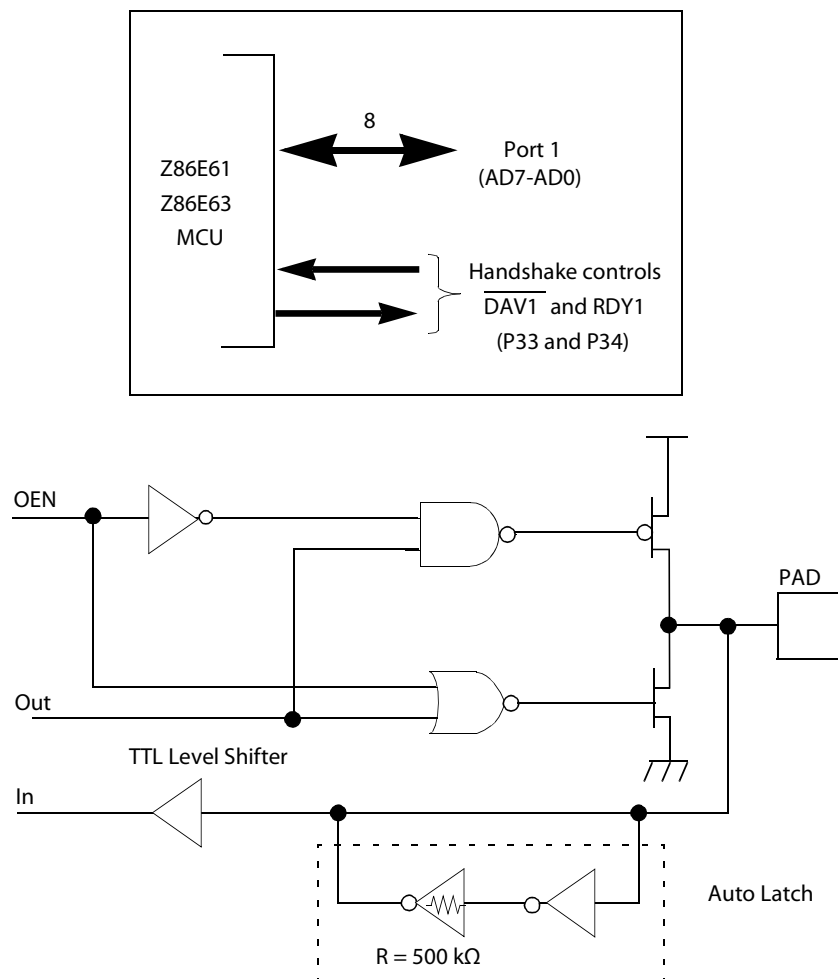 8
Z86E61
Z86E63
MCU
Port 1
(AD7-AD0)
Handshake controls
DAV1 and RDY1
(P33 and P34)
OEN
PAD
Out
TTL Level Shifter
In
Auto Latch
R = 500 kΩ